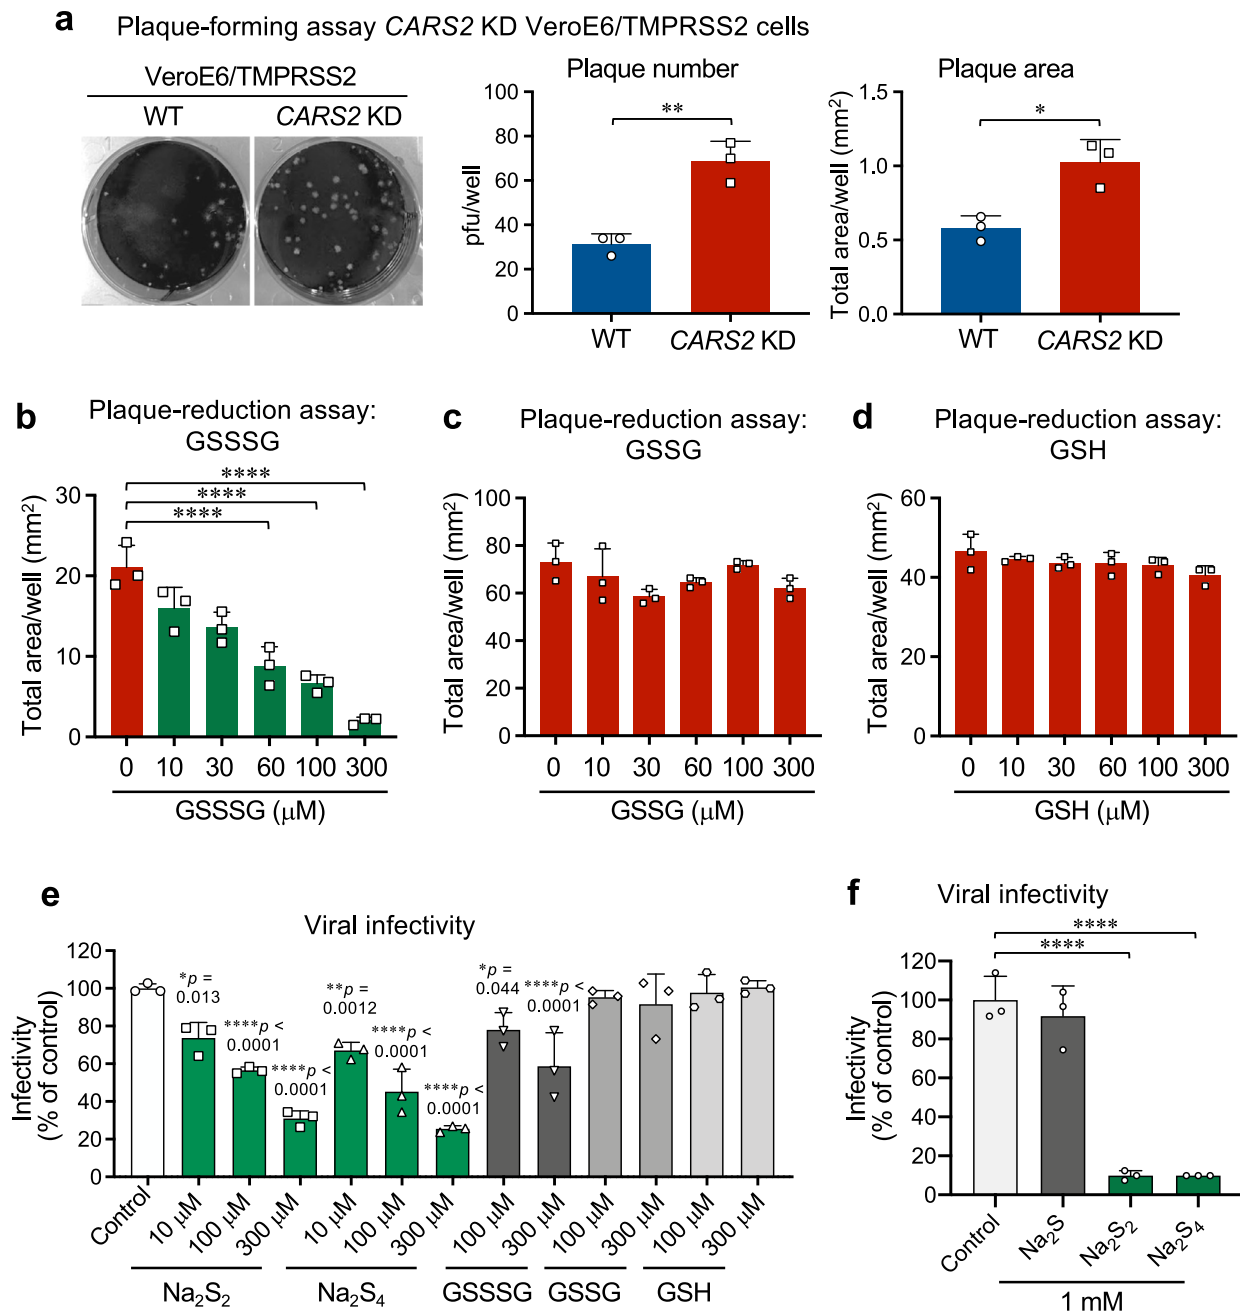 a Plaque-forming assay CARS2 KD VeroE6/TMPRSS2 cells
VeroE6/TMPRSS2
WT CARS2 KD
Plaque number
**
100
80
60
40
20
0
pfu/well
WT CARS2 KD
Plaque area
*
1.5
1.0
0.5
0.0
Total area/well (mm²)
WT CARS2 KD
b Plaque-reduction assay:
GSSSG
****
****
****
30
20
10
0
Total area/well (mm²)
0 10 30 60 100 300
GSSSG (μM)
c Plaque-reduction assay:
GSSG
100
80
60
40
20
0
Total area/well (mm²)
0 10 30 60 100 300
GSSG (μM)
d Plaque-reduction assay:
GSH
60
40
20
0
Total area/well (mm²)
0 10 30 60 100 300
GSH (μM)
e
Viral infectivity
120
100
80
60
40
20
0
Infectivity
(% of control)
*p =
0.013
****p <
0.0001
****p <
0.0001
**p =
0.0012
****p <
0.0001
****p <
0.0001
*p =
0.044
****p <
0.0001
Control 10 μM 100 μM 300 μM 10 μM 100 μM 300 μM 100 μM 300 μM 100 μM 300 μM 100 μM 300 μM
Na₂S₂ Na₂S₄ GSSSG GSSG GSH
f Viral infectivity
****
****
120
100
80
60
40
20
0
Infectivity
(% of control)
Control Na₂S Na₂S₂ Na₂S₄
1 mM